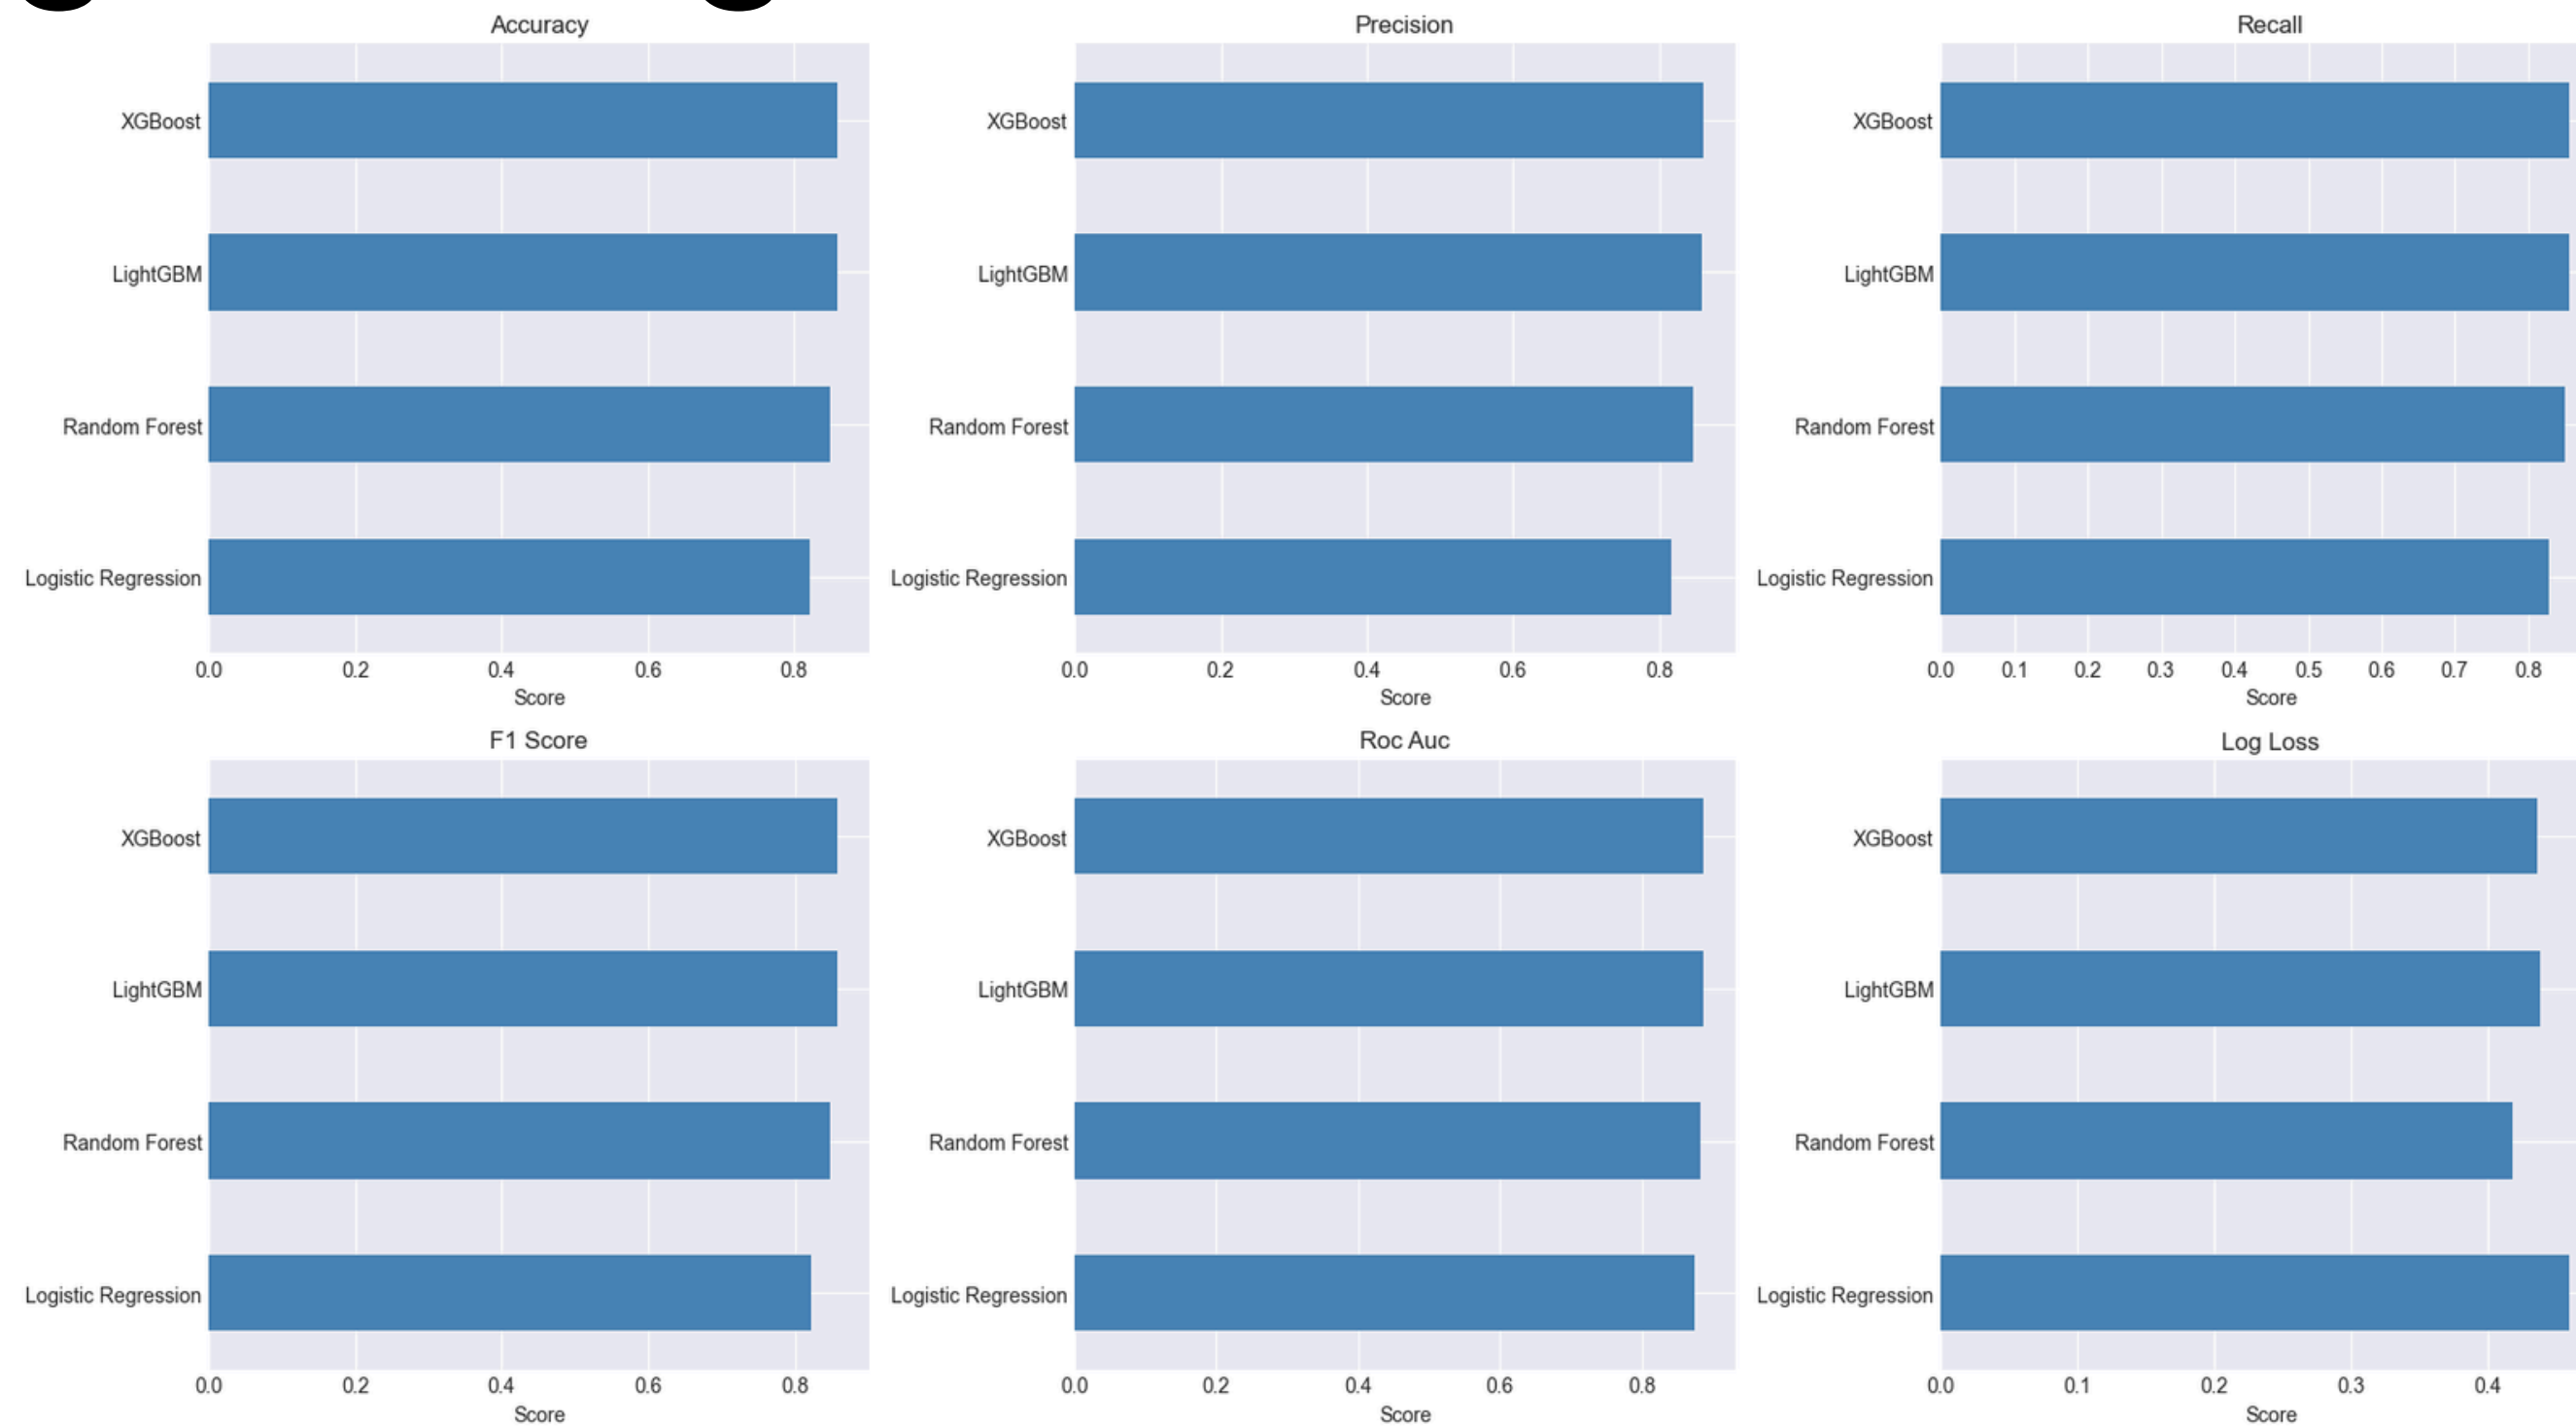 Accuracy
XGBoost
LightGBM
Random Forest
Logistic Regression
0.0 0.2 0.4 0.6 0.8
Score
Precision
XGBoost
LightGBM
Random Forest
Logistic Regression
0.0 0.2 0.4 0.6 0.8
Score
Recall
XGBoost
LightGBM
Random Forest
Logistic Regression
0.0 0.1 0.2 0.3 0.4 0.5 0.6 0.7 0.8
Score
F1 Score
XGBoost
LightGBM
Random Forest
Logistic Regression
0.0 0.2 0.4 0.6 0.8
Score
Roc Auc
XGBoost
LightGBM
Random Forest
Logistic Regression
0.0 0.2 0.4 0.6 0.8
Score
Log Loss
XGBoost
LightGBM
Random Forest
Logistic Regression
0.0 0.1 0.2 0.3 0.4
Score